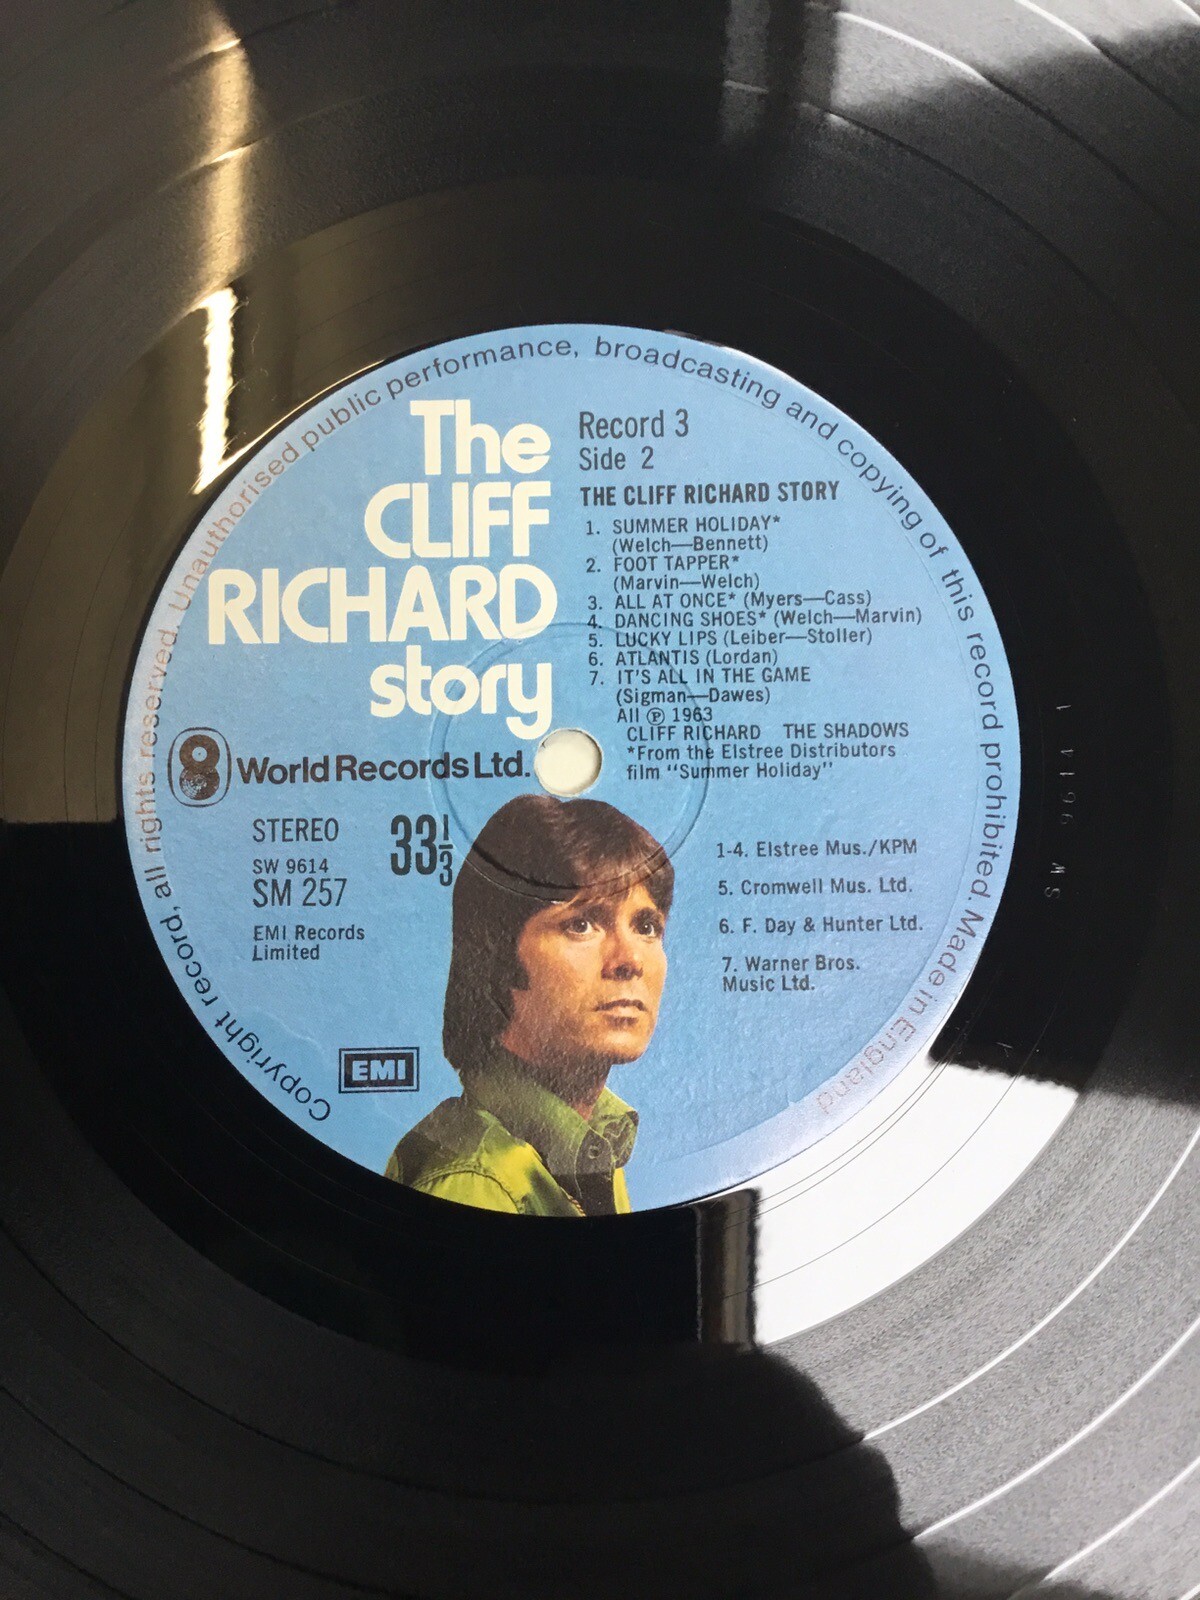 Copyright record, all rights reserved. Unauthorised public performance, broadcasting and copying of this record prohibited. Made in England
The
CLIFF
RICHARD
story
8 World Records Ltd.
STEREO
33 1/3
SW 9614
SM 257
EMI Records
Limited
EMI
Record 3
Side 2
THE CLIFF RICHARD STORY
1. SUMMER HOLIDAY*
(Welch—Bennett)
2. FOOT TAPPER*
(Marvin—Welch)
3. ALL AT ONCE* (Myers—Cass)
4. DANCING SHOES* (Welch—Marvin)
5. LUCKY LIPS (Leiber—Stoller)
6. ATLANTIS (Lordan)
7. IT'S ALL IN THE GAME
(Sigman—Dawes)
All ℗ 1963
CLIFF RICHARD THE SHADOWS
*From the Elstree Distributors
film "Summer Holiday"
1-4. Elstree Mus./KPM
5. Cromwell Mus. Ltd.
6. F. Day & Hunter Ltd.
7. Warner Bros.
Music Ltd.
SW 9614 1